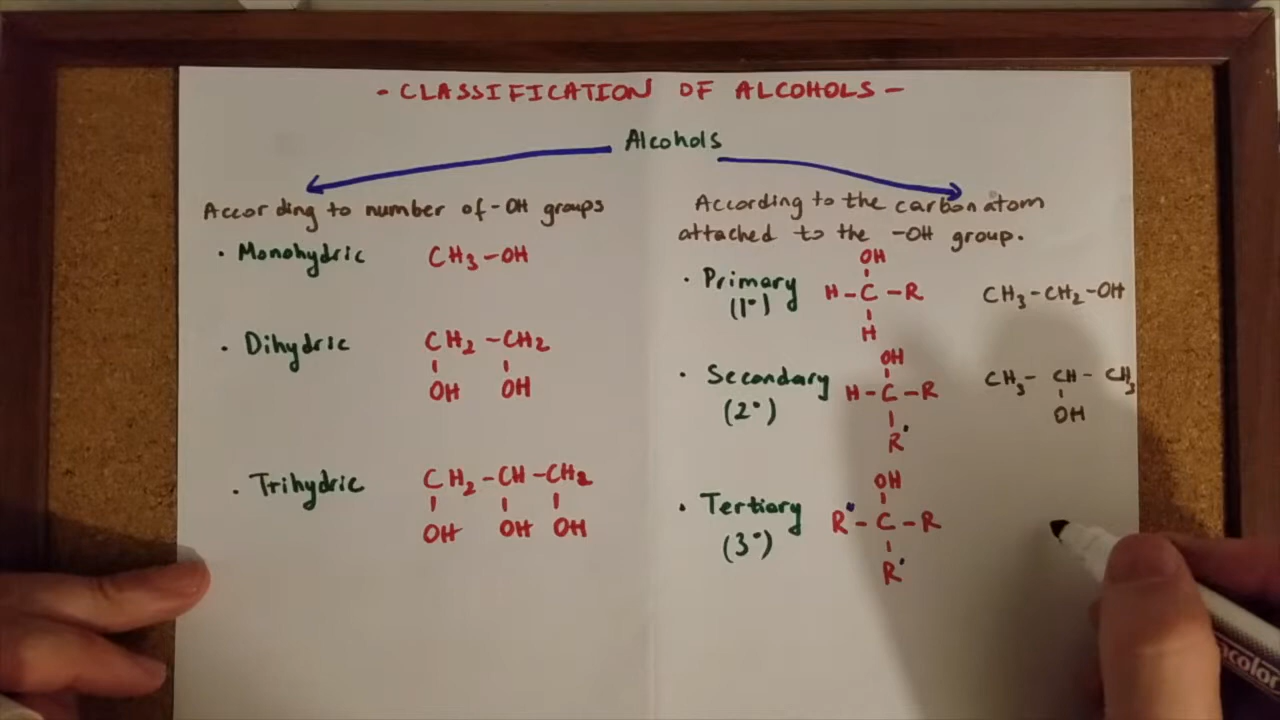 - CLASSIFICATION OF ALCOHOLS -
Alcohols
According to number of -OH groups
• Monohydric CH3-OH
• Dihydric CH2-CH2
OH OH
• Trihydric CH2-CH-CH2
OH OH OH
According to the carbon atom
attached to the -OH group.
OH
• Primary H-C-R CH3-CH2-OH
(1°)
H
OH
• Secondary H-C-R CH3-CH-CH3
(2°) OH
R'
OH
• Tertiary R"-C-R
(3°)
R'
acolor